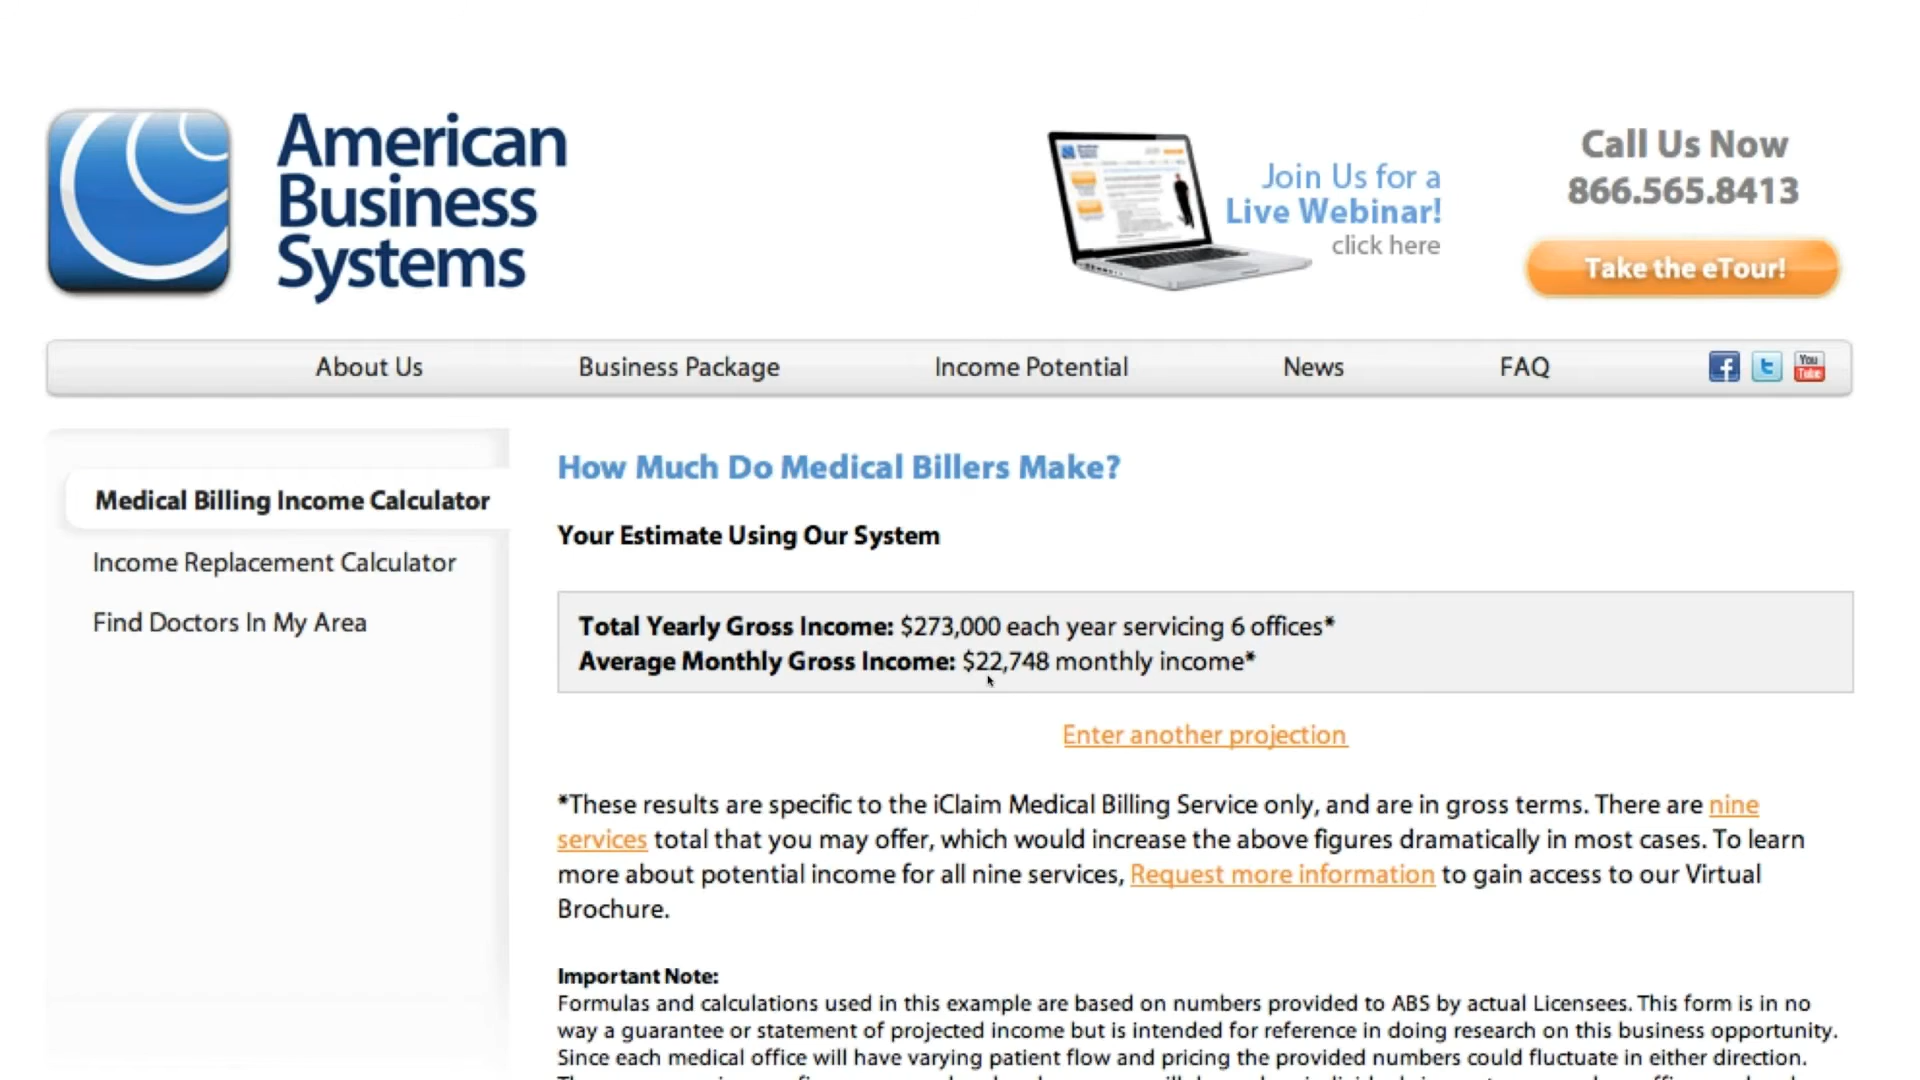 American
Business
Systems
Join Us for a
Live Webinar!
click here
Call Us Now
866.565.8413
Take the eTour!
About Us
Business Package
Income Potential
News
FAQ
You
Tube
Medical Billing Income Calculator
Income Replacement Calculator
Find Doctors In My Area
How Much Do Medical Billers Make?
Your Estimate Using Our System
Total Yearly Gross Income: $273,000 each year servicing 6 offices*
Average Monthly Gross Income: $22,748 monthly income*
Enter another projection
*These results are specific to the iClaim Medical Billing Service only, and are in gross terms. There are nine
services total that you may offer, which would increase the above figures dramatically in most cases. To learn
more about potential income for all nine services, Request more information to gain access to our Virtual
Brochure.
Important Note:
Formulas and calculations used in this example are based on numbers provided to ABS by actual Licensees. This form is in no
way a guarantee or statement of projected income but is intended for reference in doing research on this business opportunity.
Since each medical office will have varying patient flow and pricing the provided numbers could fluctuate in either direction.